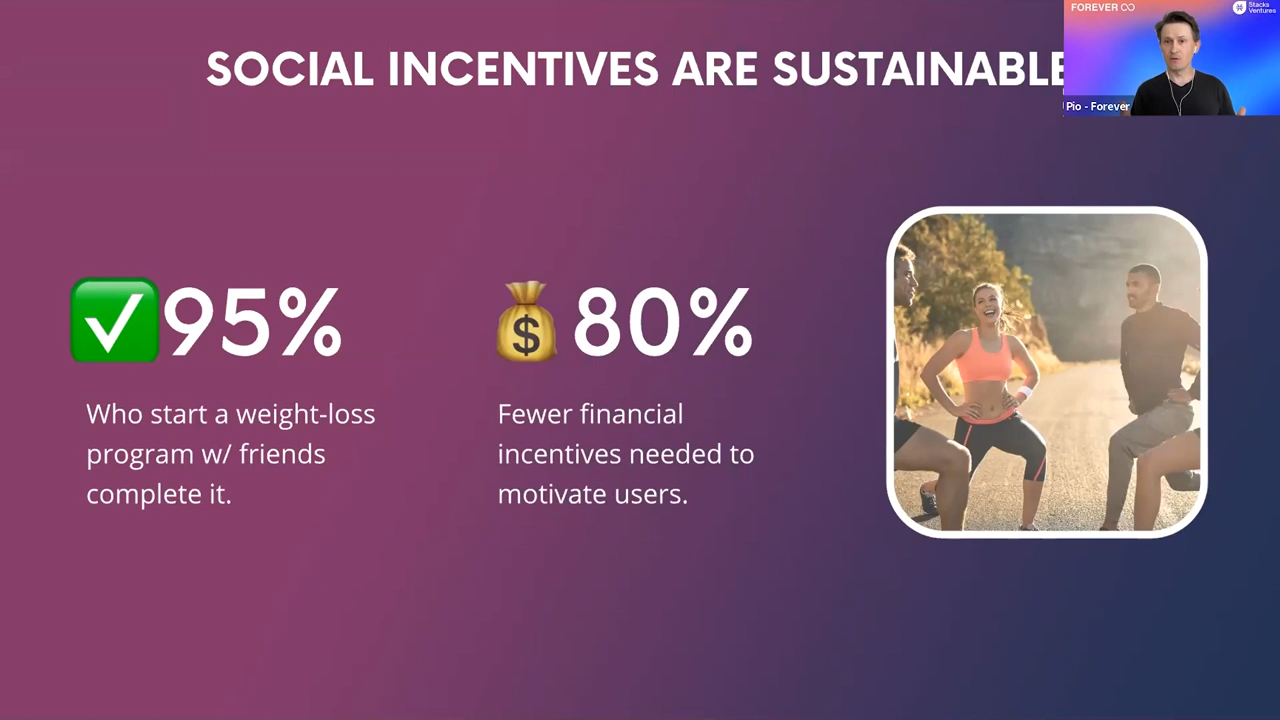 SOCIAL INCENTIVES ARE SUSTAINABLE
FOREVER
Stacks
Ventures
Pio - Forever
95%
Who start a weight-loss
program w/ friends
complete it.
$ 80%
Fewer financial
incentives needed to
motivate users.